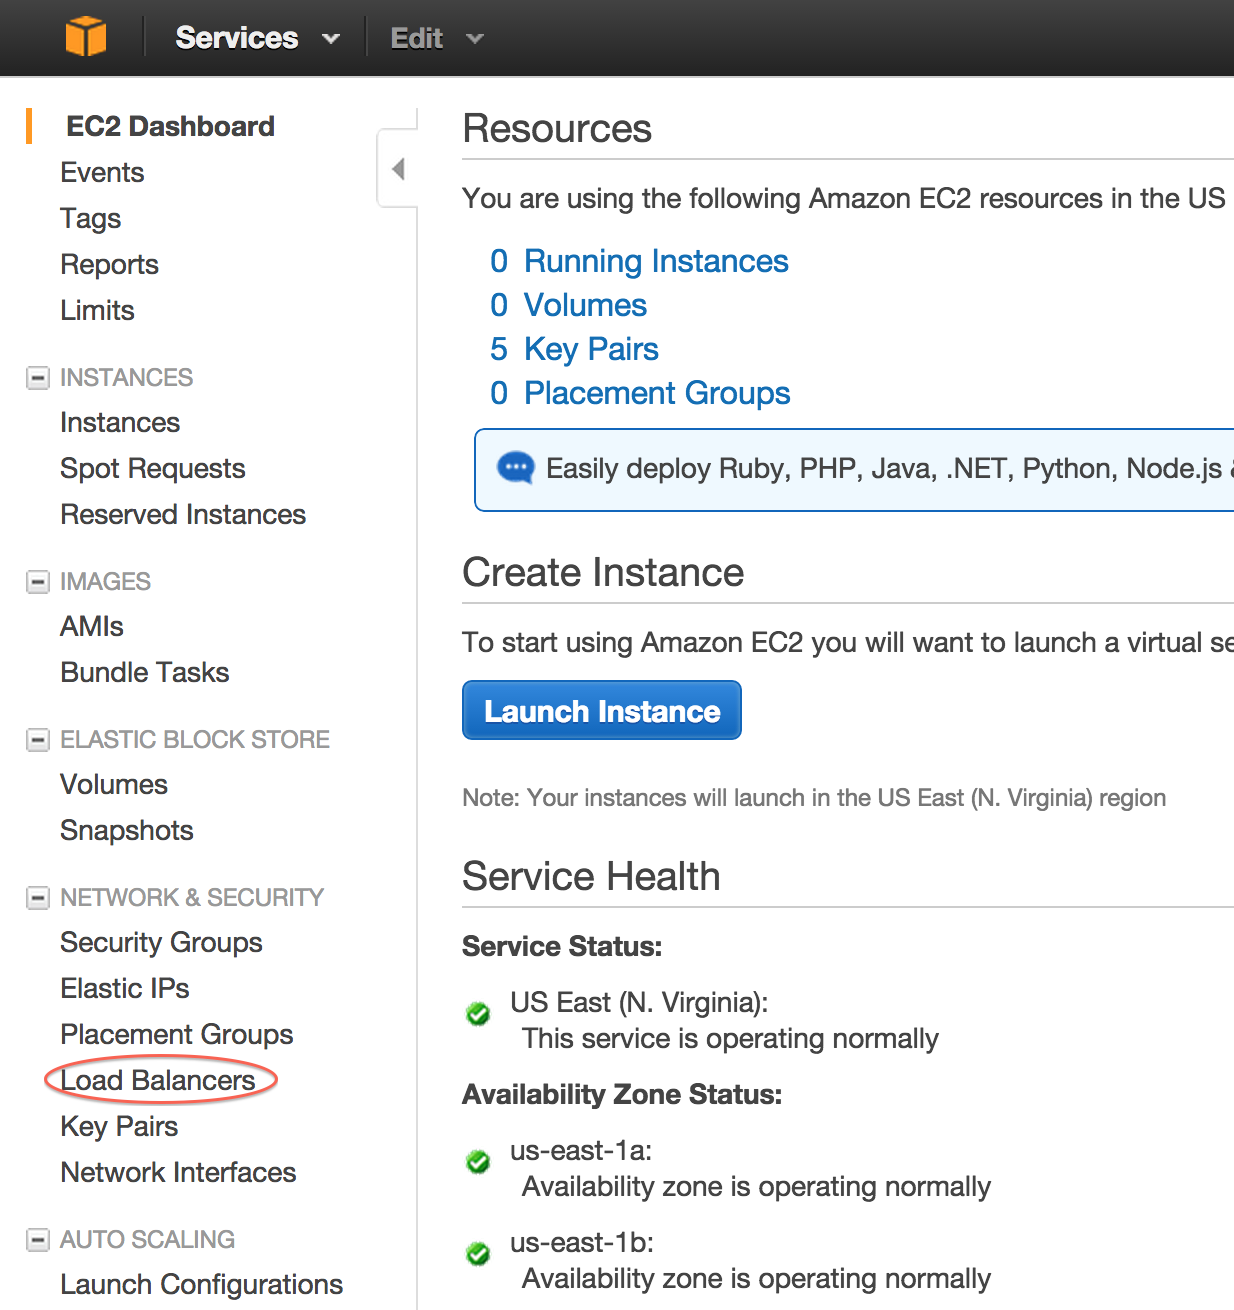 Services Edit
EC2 Dashboard
Events
Tags
Reports
Limits
INSTANCES
Instances
Spot Requests
Reserved Instances
IMAGES
AMIs
Bundle Tasks
ELASTIC BLOCK STORE
Volumes
Snapshots
NETWORK & SECURITY
Security Groups
Elastic IPs
Placement Groups
Load Balancers
Key Pairs
Network Interfaces
AUTO SCALING
Launch Configurations
Resources
You are using the following Amazon EC2 resources in the US
0 Running Instances
0 Volumes
5 Key Pairs
0 Placement Groups
Easily deploy Ruby, PHP, Java, .NET, Python, Node.js
Create Instance
To start using Amazon EC2 you will want to launch a virtual se
Launch Instance
Note: Your instances will launch in the US East (N. Virginia) region
Service Health
Service Status:
US East (N. Virginia):
This service is operating normally
Availability Zone Status:
us-east-1a:
Availability zone is operating normally
us-east-1b:
Availability zone is operating normally